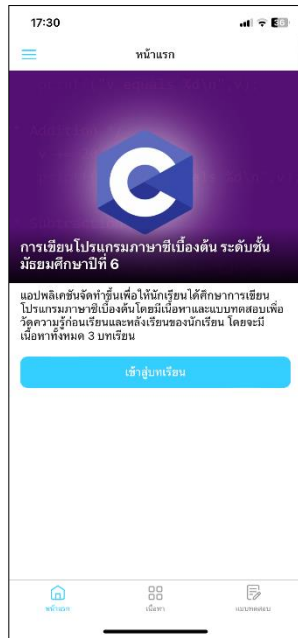 17:30
หน้าแรก
การเขียนโปรแกรมภาษาซีเบื้องต้น ระดับชั้น
มัธยมศึกษาปีที่ 6
แอปพลิเคชันจัดทำขึ้นเพื่อให้นักเรียนได้ศึกษาการเขียน
โปรแกรมภาษาซีเบื้องต้นโดยมีเนื้อหาและแบบทดสอบเพื่อ
วัดความรู้ก่อนเรียนและหลังเรียนของนักเรียน โดยจะมี
เนื้อหาทั้งหมด 3 บทเรียน
เข้าสู่บทเรียน
หน้าแรก
เนื้อหา
แบบทดสอบ